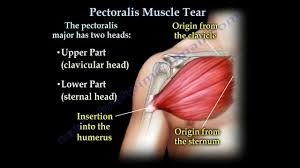 Pectoralis Muscle Tear
The pectoralis
major has two heads:
• Upper Part
(clavicular head)
• Lower Part
(sternal head)
Insertion
into the
humerus
Origin from
the clavicle
Origin from
the sternum